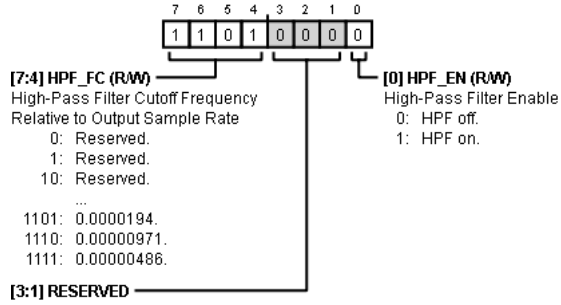 7 6 5 4 3 2 1 0
1 1 0 1 0 0 0 0
[7:4] HPF_FC (R/W)
High-Pass Filter Cutoff Frequency
Relative to Output Sample Rate
0: Reserved.
1: Reserved.
10: Reserved.
...
1101: 0.0000194.
1110: 0.00000971.
1111: 0.00000486.
[3:1] RESERVED
[0] HPF_EN (R/W)
High-Pass Filter Enable
0: HPF off.
1: HPF on.